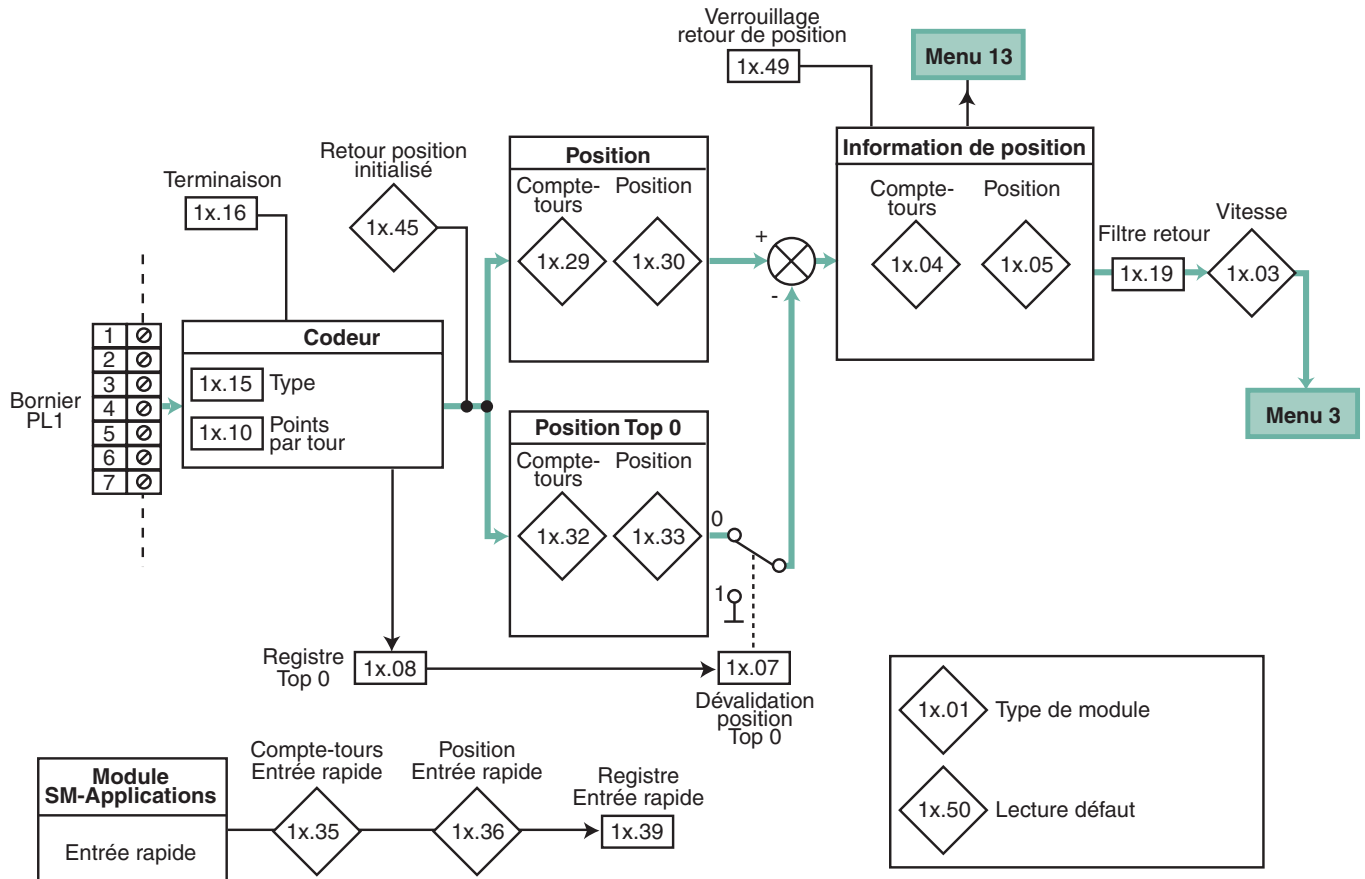 Verrouillage
retour de position
1x.49
Menu 13
Retour position
initialisé
1x.45
Terminaison
1x.16
Position
Compte-
tours
Position
1x.29
1x.30
+
-
Information de position
Compte-
tours
Position
1x.04
1x.05
Filtre retour
1x.19
Vitesse
1x.03
Menu 3
Bornier
PL1
1
2
3
4
5
6
7
Codeur
1x.15 Type
1x.10 Points
par tour
Position Top 0
Compte-
tours
Position
1x.32
1x.33
0
1
Registre
Top 0
1x.08
1x.07
Dévalidation
position
Top 0
Module
SM-Applications
Entrée rapide
Compte-tours
Entrée rapide
1x.35
Position
Entrée rapide
1x.36
Registre
Entrée rapide
1x.39
1x.01 Type de module
1x.50 Lecture défaut